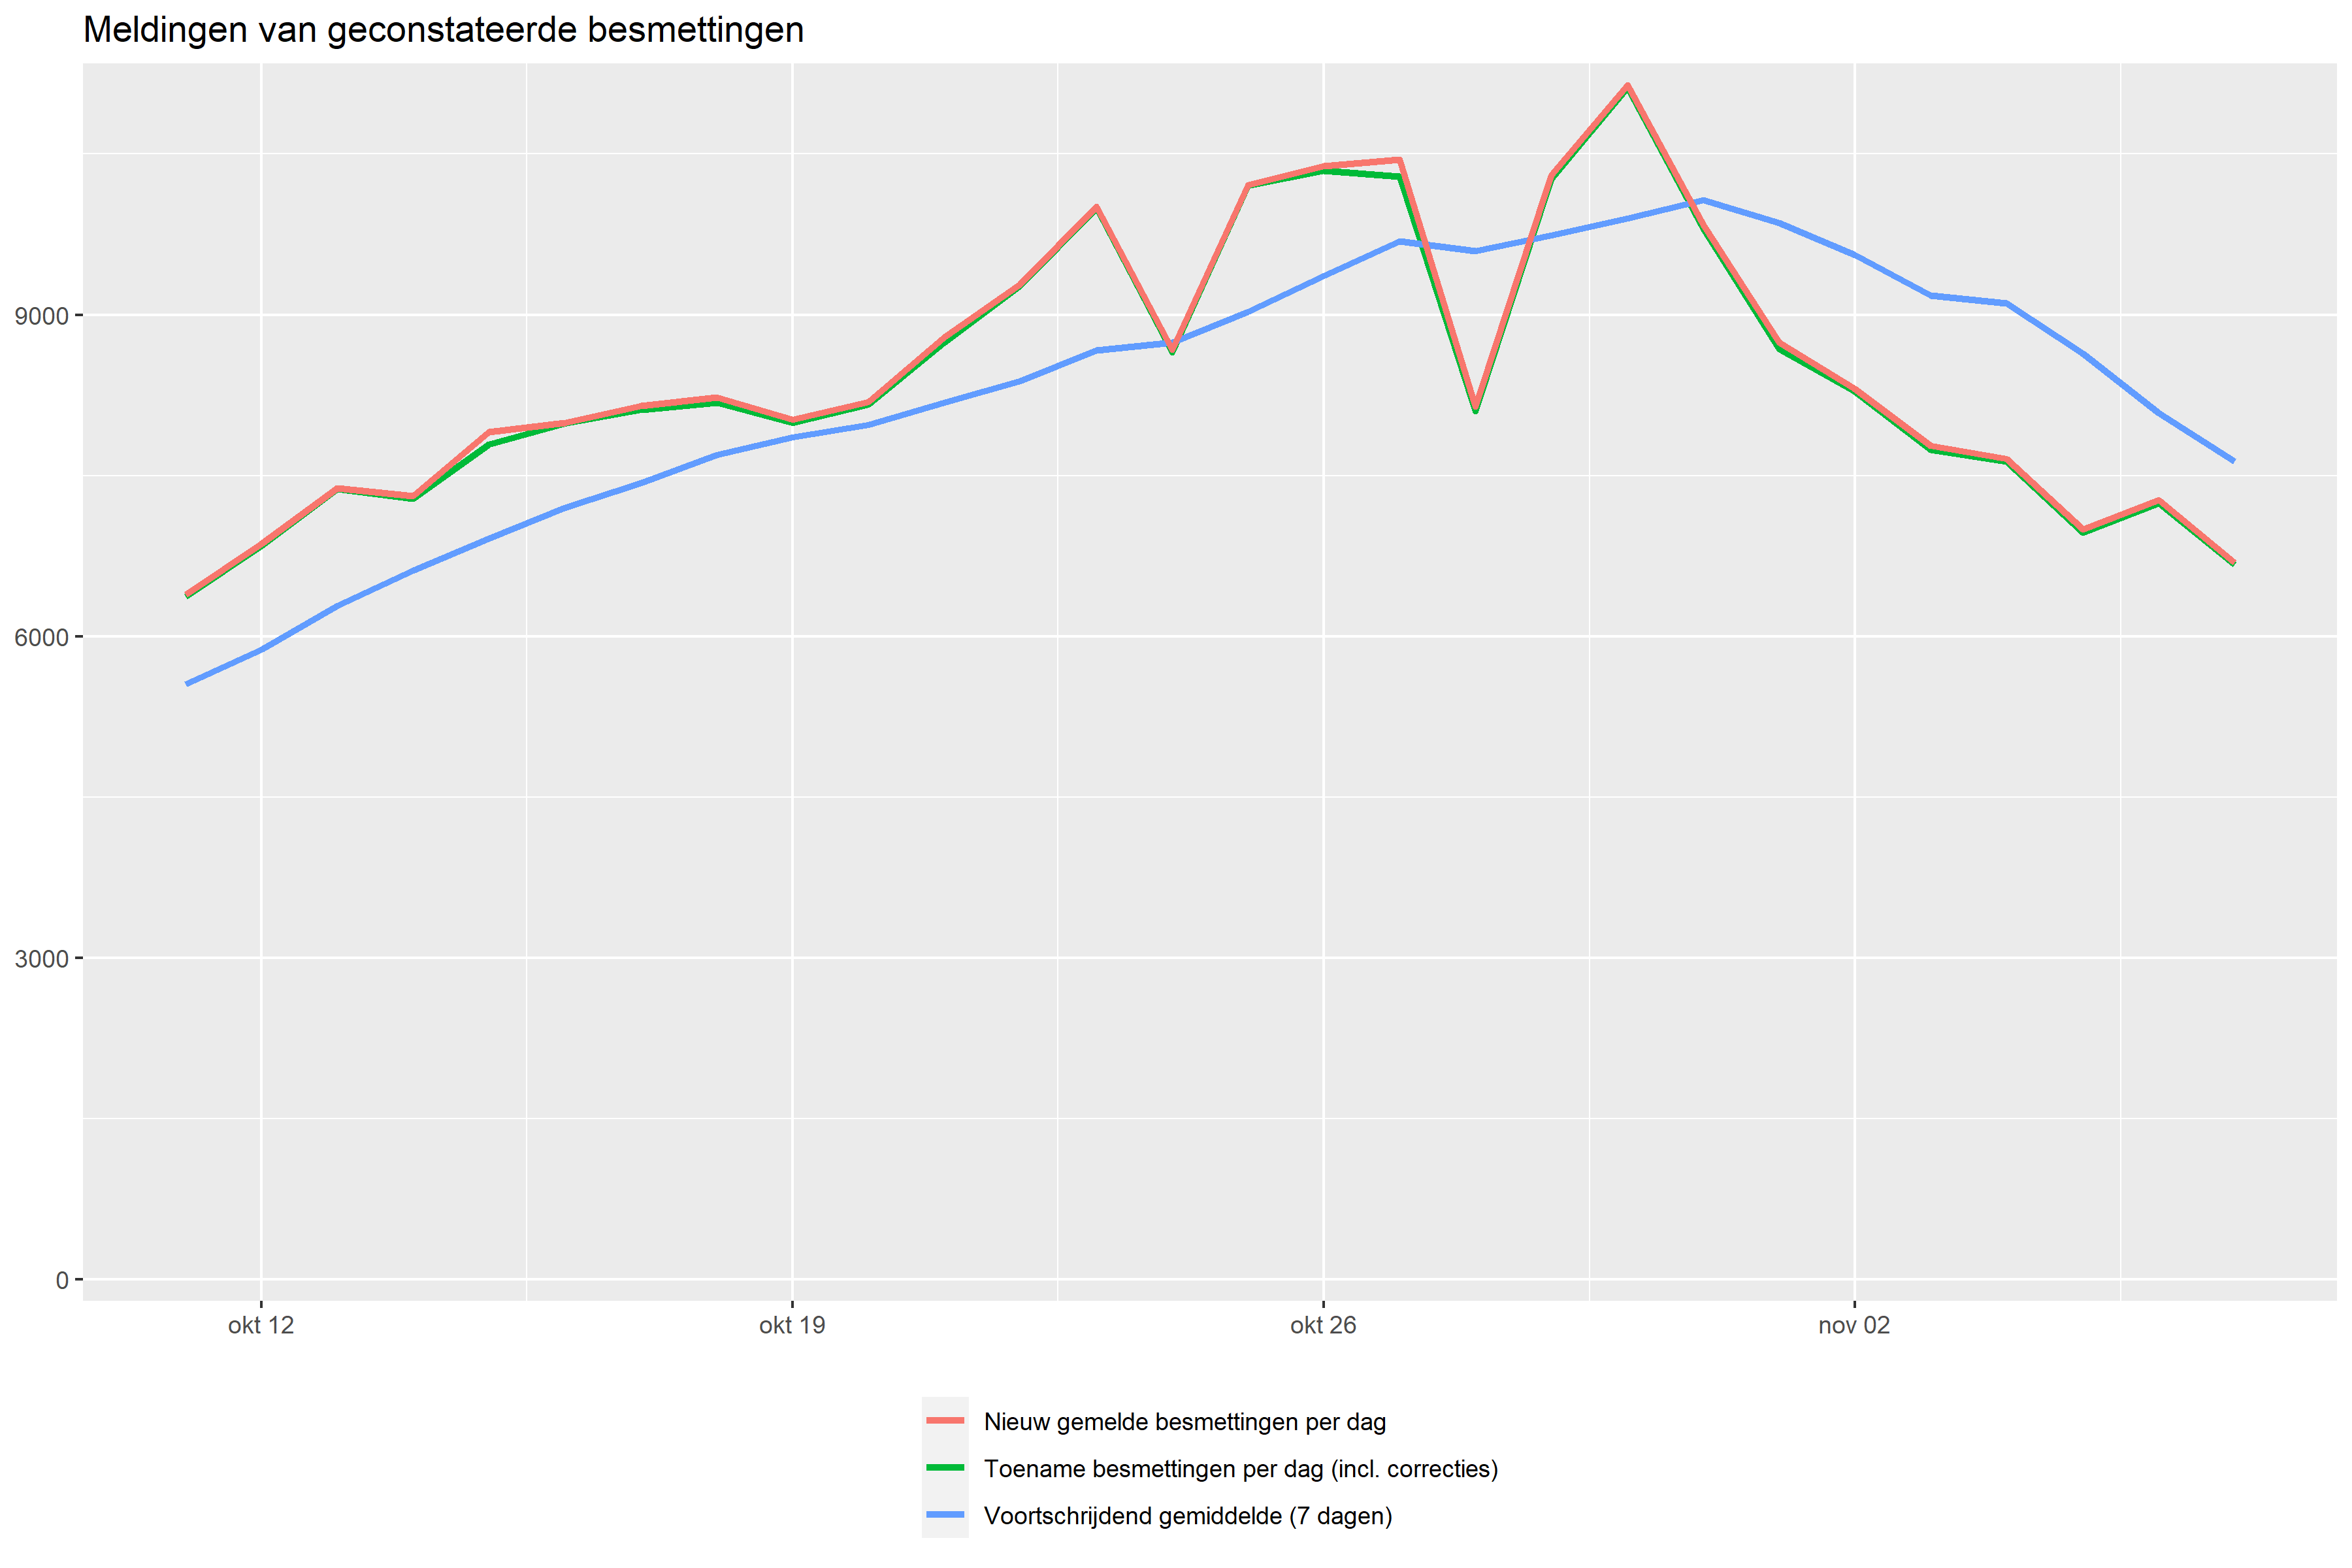 Meldingen van geconstateerde besmettingen
9000
6000
3000
0
okt 12
okt 19
okt 26
nov 02
Nieuw gemelde besmettingen per dag
Toename besmettingen per dag (incl. correcties)
Voortschrijdend gemiddelde (7 dagen)